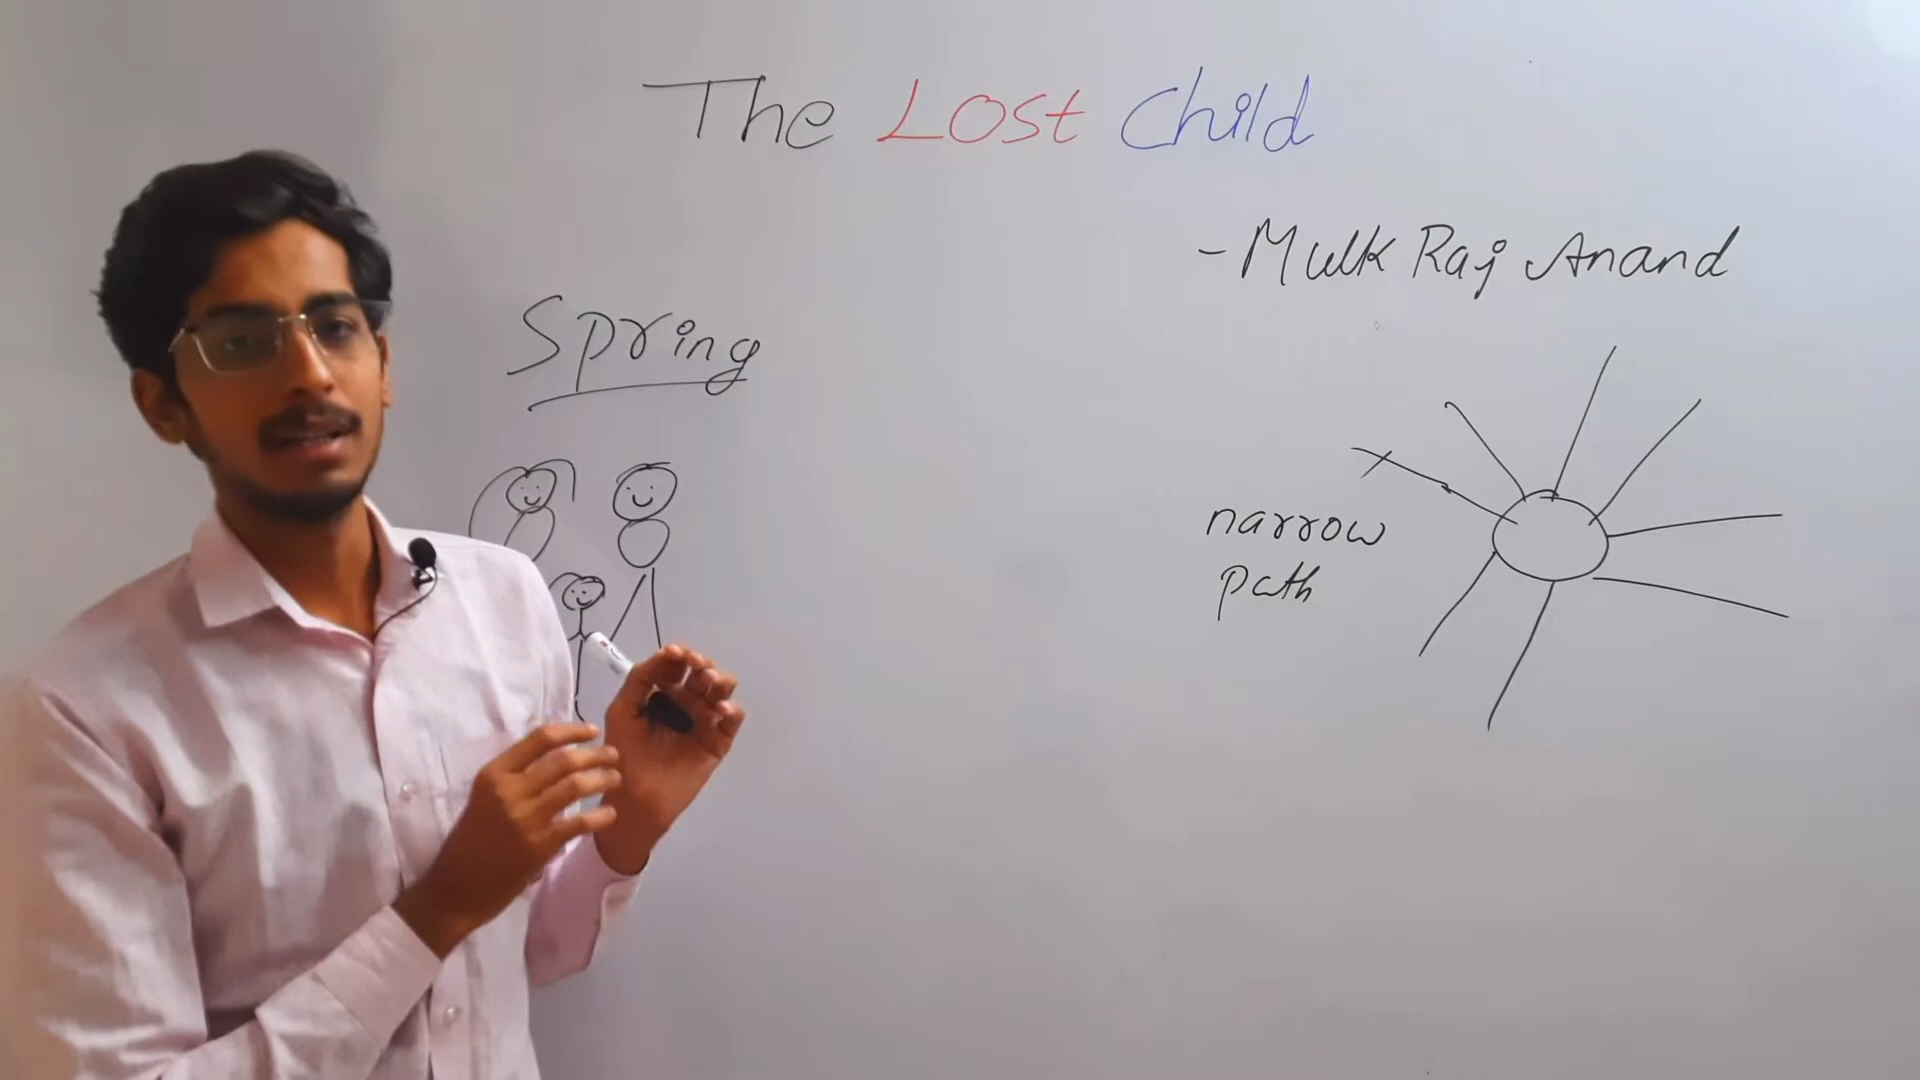 The Lost Child
- Mulk Raj Anand
Spring
narrow
path